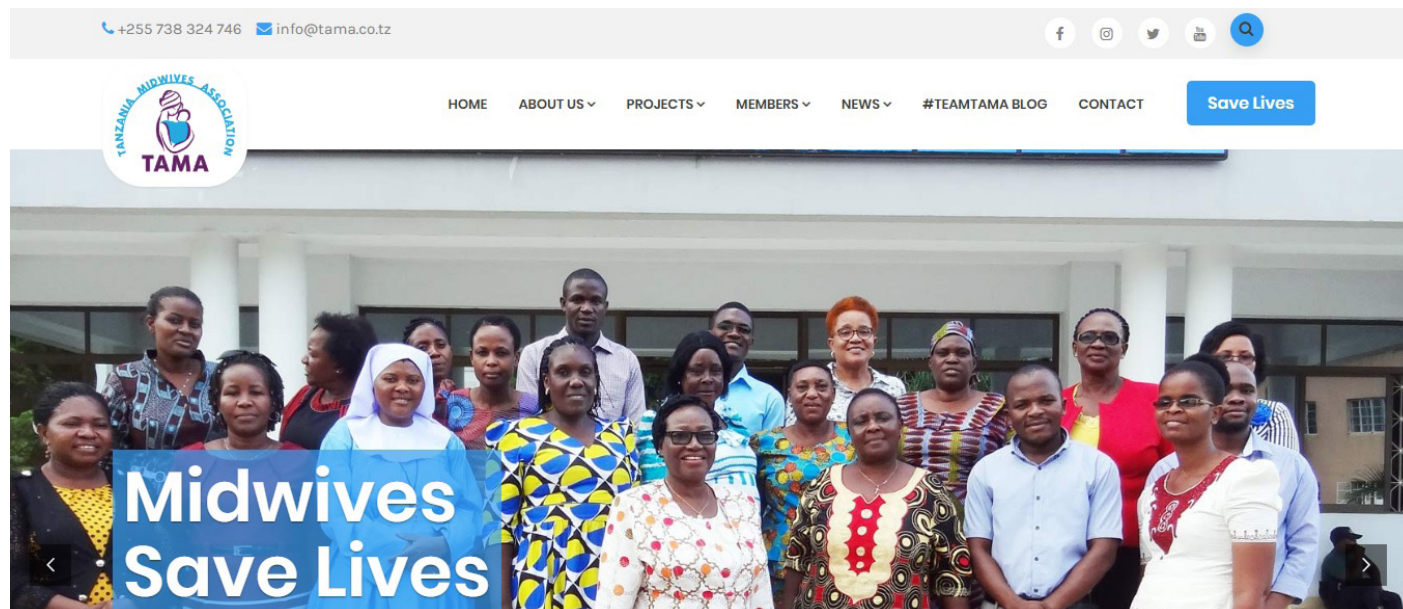 +255 738 324 746 info@tama.co.tz
TANZANIA MIDWIVES ASSOCIATION
TAMA
HOME ABOUT US PROJECTS MEMBERS NEWS #TEAMTAMA BLOG CONTACT Save Lives
Midwives
Save Lives